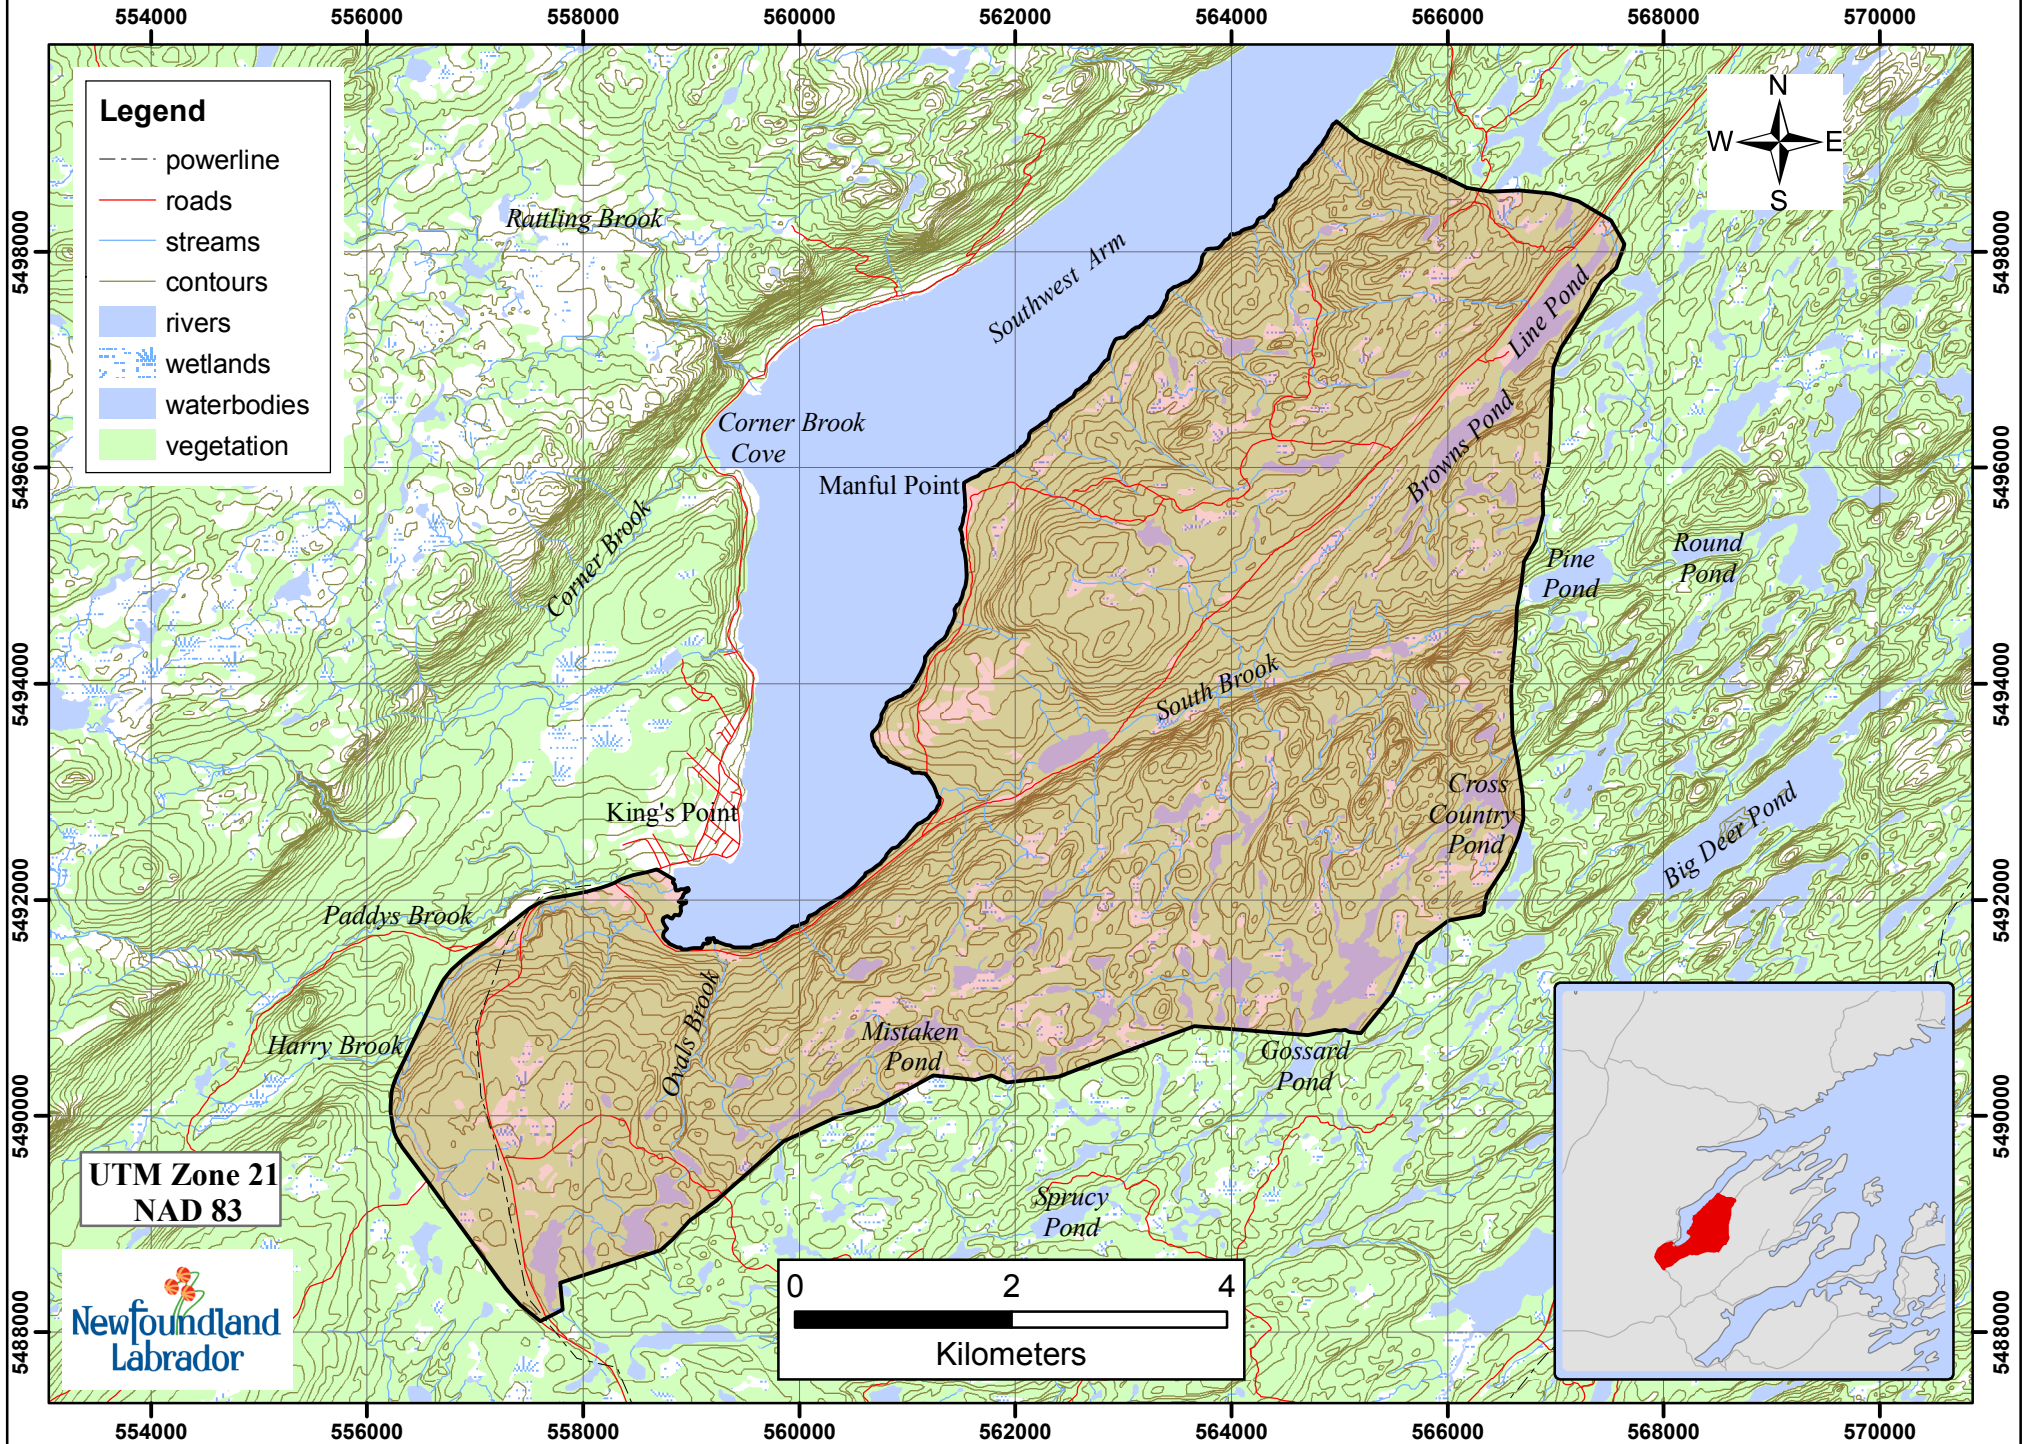 554000 556000 558000 560000 562000 564000 566000 568000 570000
Legend
powerline
roads
streams
contours
rivers
wetlands
waterbodies
vegetation
N
W E
S
Rattling Brook
Southwest Arm
Line Pond
Corner Brook
Cove
Manful Point
Browns Pond
Corner Brook
Pine
Pond
Round
Pond
South Brook
King's Point
Cross
Country
Pond
Big Deer Pond
Paddys Brook
Harry Brook
Ovals Brook
Mistaken
Pond
Gossard
Pond
Sprucy
Pond
UTM Zone 21
NAD 83
Newfoundland
Labrador
0 2 4
Kilometers
5498000
5496000
5494000
5492000
5490000
5488000
5498000
5496000
5494000
5492000
5490000
5488000
554000 556000 558000 560000 562000 564000 566000 568000 570000